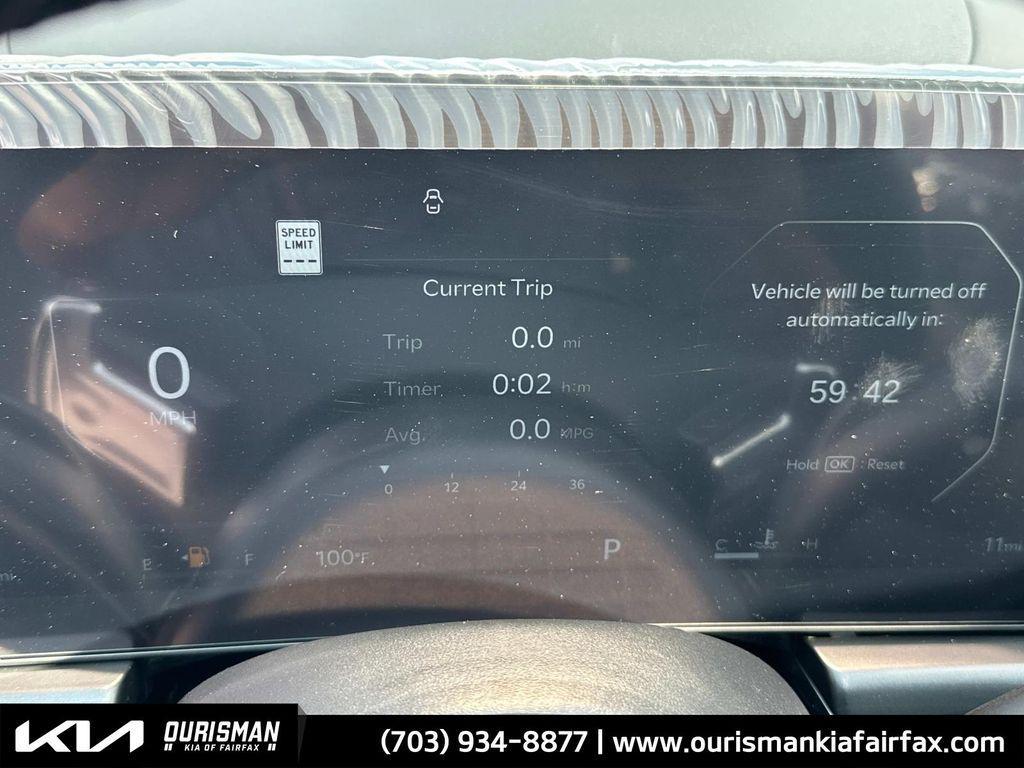 SPEED
LIMIT
---
Current Trip
Trip 0.0 mi
Timer 0:02 h:m
Avg. 0.0 MPG
0 12 24 36
0
MPH
Vehicle will be turned off
automatically in:
59:42
Hold OK : Reset
mi E F 100°F P C H 11mi
KIA OURISMAN
KIA OF FAIRFAX
(703) 934-8877 | www.ourismankiafairfax.com